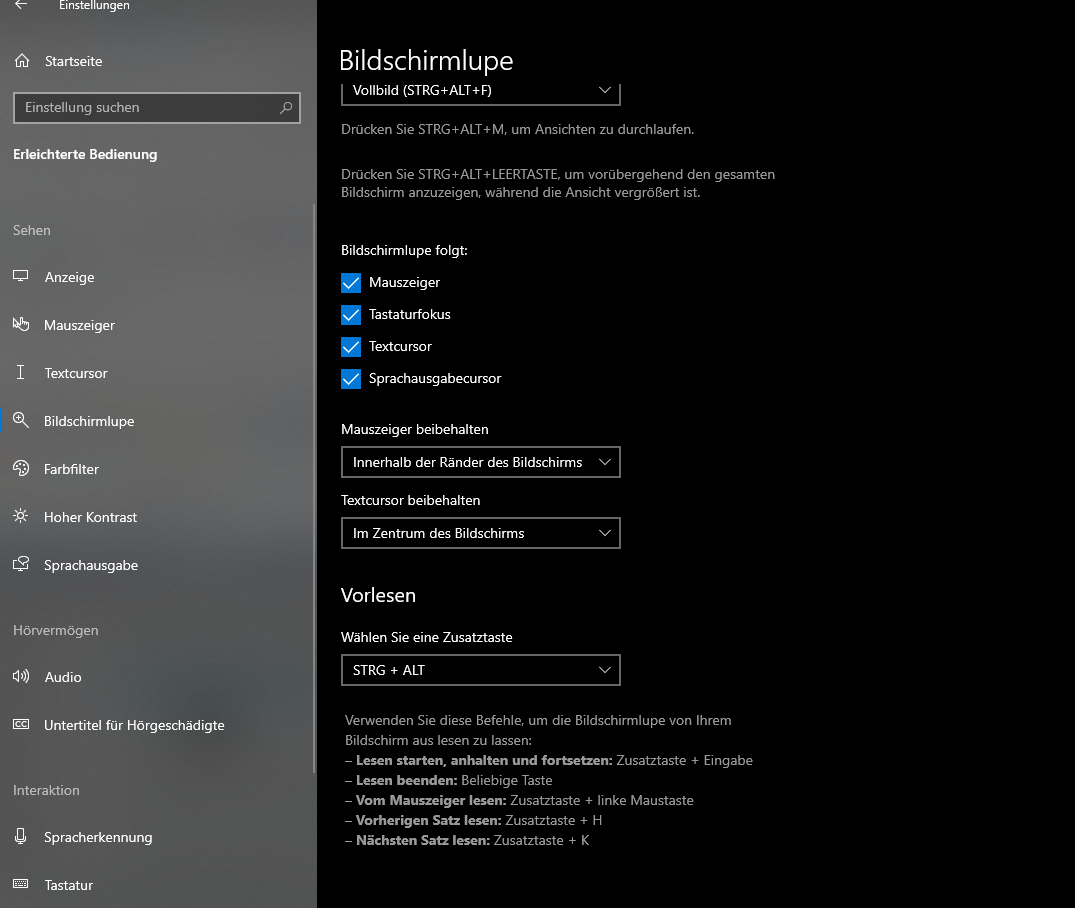 Einstellungen
Startseite
Einstellung suchen
Erleichterte Bedienung
Sehen
Anzeige
Mauszeiger
Textcursor
Bildschirmlupe
Farbfilter
Hoher Kontrast
Sprachausgabe
Hörvermögen
Audio
CC
Untertitel für Hörgeschädigte
Interaktion
Spracherkennung
Tastatur
Bildschirmlupe
Vollbild (STRG+ALT+F)
Drücken Sie STRG+ALT+M, um Ansichten zu durchlaufen.
Drücken Sie STRG+ALT+LEERTASTE, um vorübergehend den gesamten
Bildschirm anzuzeigen, während die Ansicht vergrößert ist.
Bildschirmlupe folgt:
Mauszeiger
Tastaturfokus
Textcursor
Sprachausgabecursor
Mauszeiger beibehalten
Innerhalb der Ränder des Bildschirms
Textcursor beibehalten
Im Zentrum des Bildschirms
Vorlesen
Wählen Sie eine Zusatztaste
STRG + ALT
Verwenden Sie diese Befehle, um die Bildschirmlupe von Ihrem
Bildschirm aus lesen zu lassen:
– Lesen starten, anhalten und fortsetzen: Zusatztaste + Eingabe
– Lesen beenden: Beliebige Taste
– Vom Mauszeiger lesen: Zusatztaste + linke Maustaste
– Vorherigen Satz lesen: Zusatztaste + H
– Nächsten Satz lesen: Zusatztaste + K